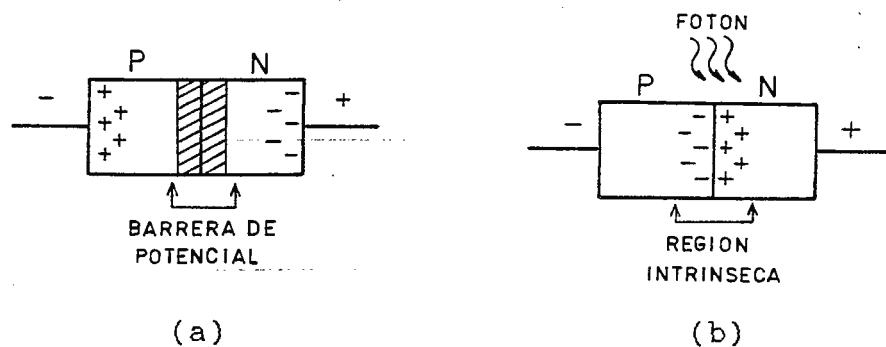 P N
- +
+ + + + + - - - - -
BARRERA DE
POTENCIAL
(a)
FOTON
P N
- +
- - - - - + + + + +
REGION
INTRINSECA
(b)